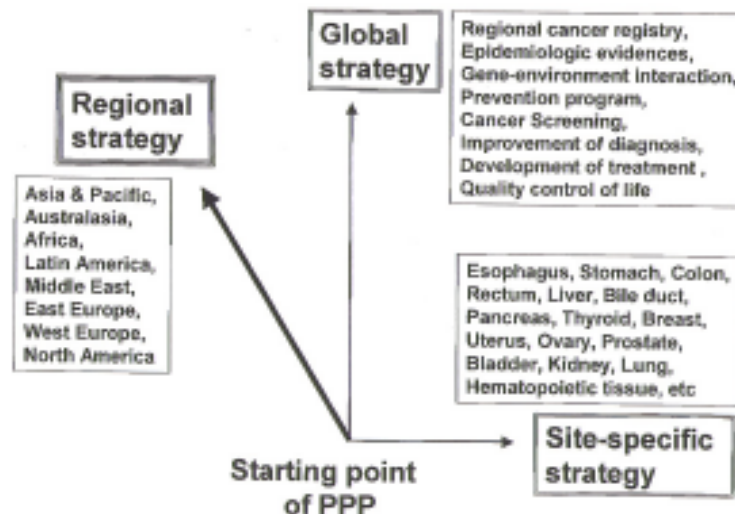 Global
strategy
Regional cancer registry,
Epidemiologic evidences,
Gene-environment interaction,
Prevention program,
Cancer Screening,
Improvement of diagnosis,
Development of treatment ,
Quality control of life
Regional
strategy
Asia & Pacific,
Australasia,
Africa,
Latin America,
Middle East,
East Europe,
West Europe,
North America
Esophagus, Stomach, Colon,
Rectum, Liver, Bile duct,
Pancreas, Thyroid, Breast,
Uterus, Ovary, Prostate,
Bladder, Kidney, Lung,
Hematopoietic tissue, etc
Site-specific
strategy
Starting point
of PPP